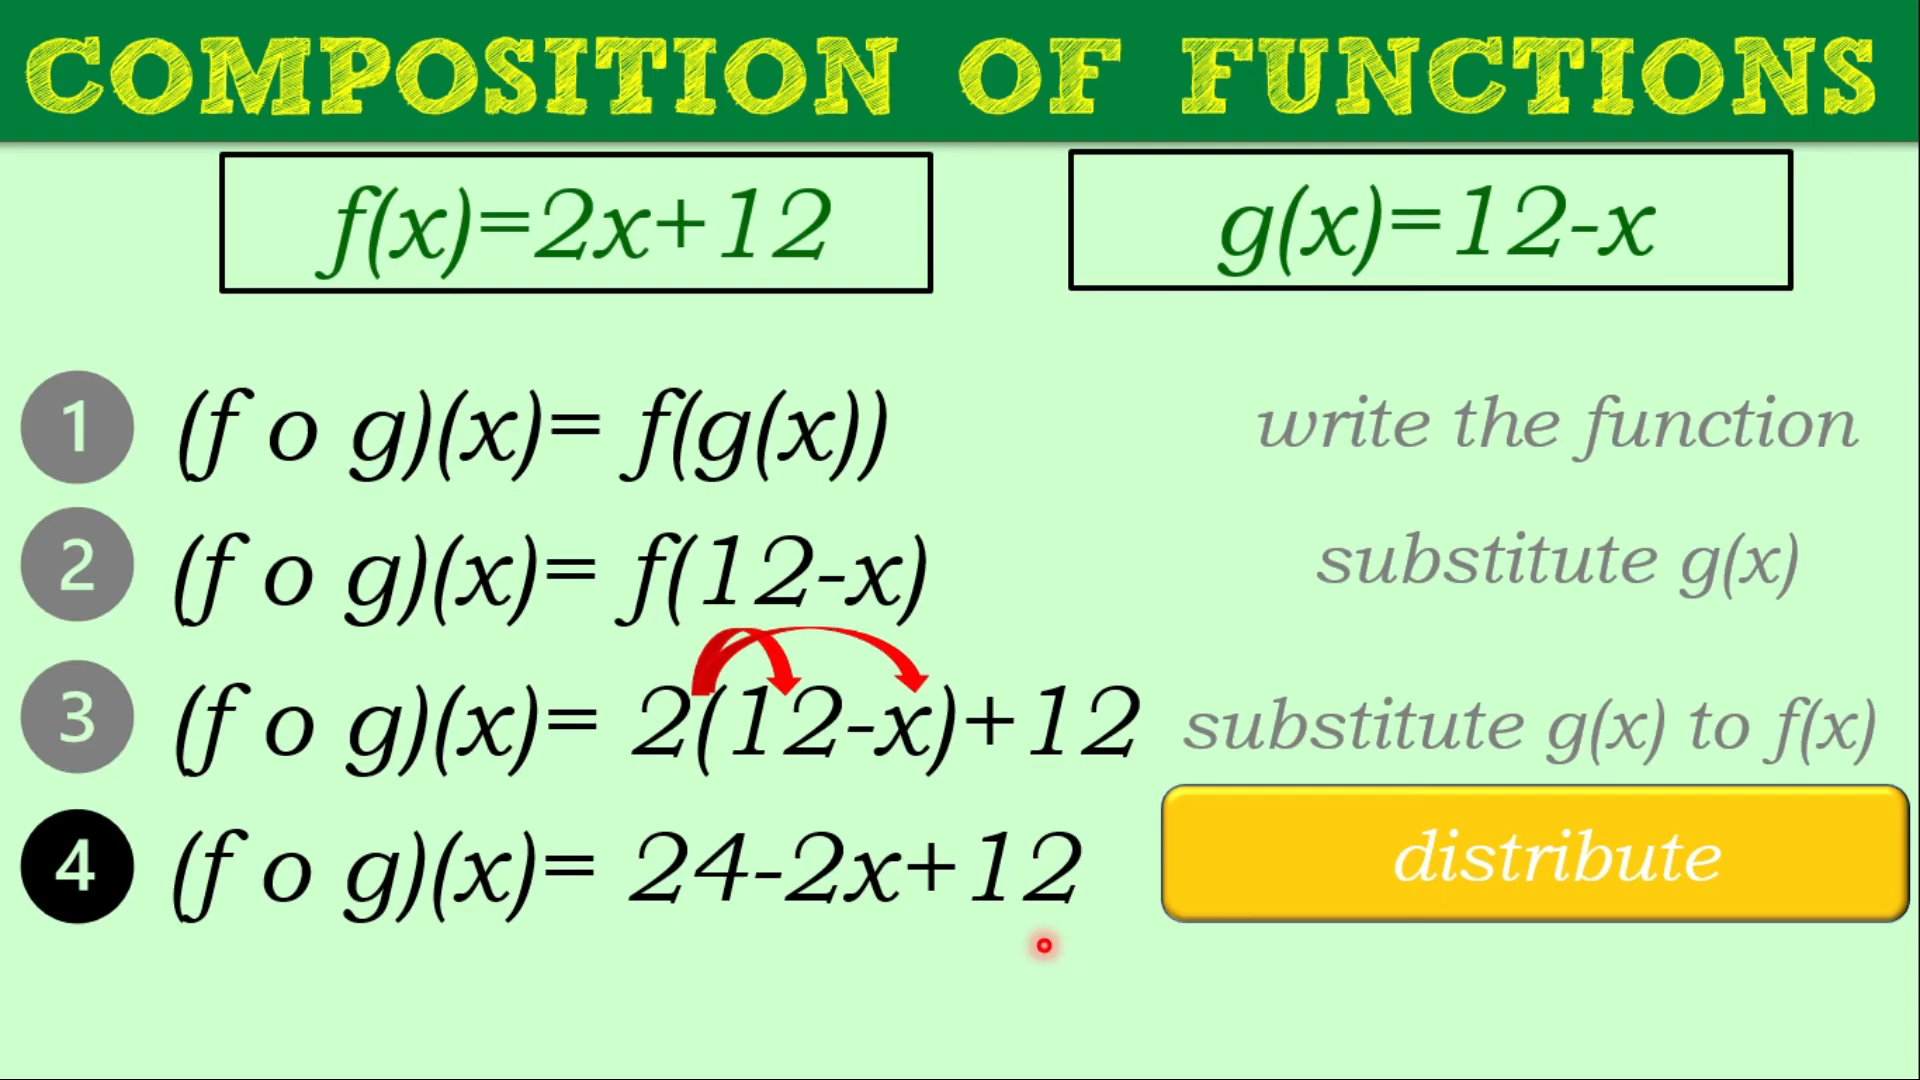 COMPOSITION OF FUNCTIONS
f(x)=2x+12
g(x)=12-x
1 (f o g)(x)= f(g(x)) write the function
2 (f o g)(x)= f(12-x) substitute g(x)
3 (f o g)(x)= 2(12-x)+12 substitute g(x) to f(x)
4 (f o g)(x)= 24-2x+12 distribute